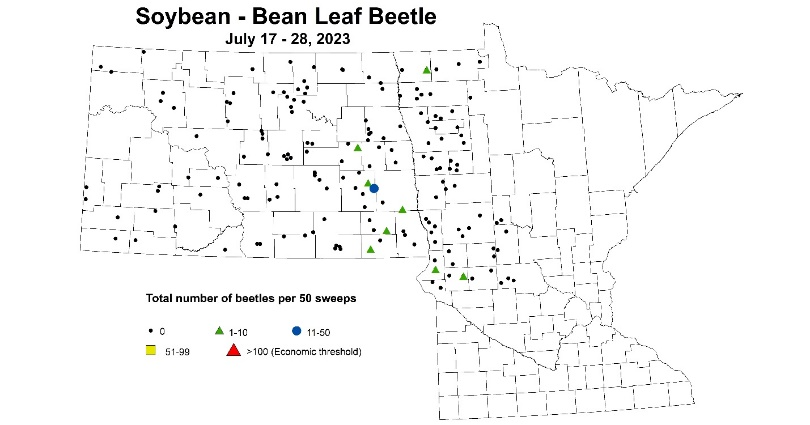 Soybean - Bean Leaf Beetle
July 17 - 28, 2023
Total number of beetles per 50 sweeps
0 1-10 11-50
51-99 >100 (Economic threshold)